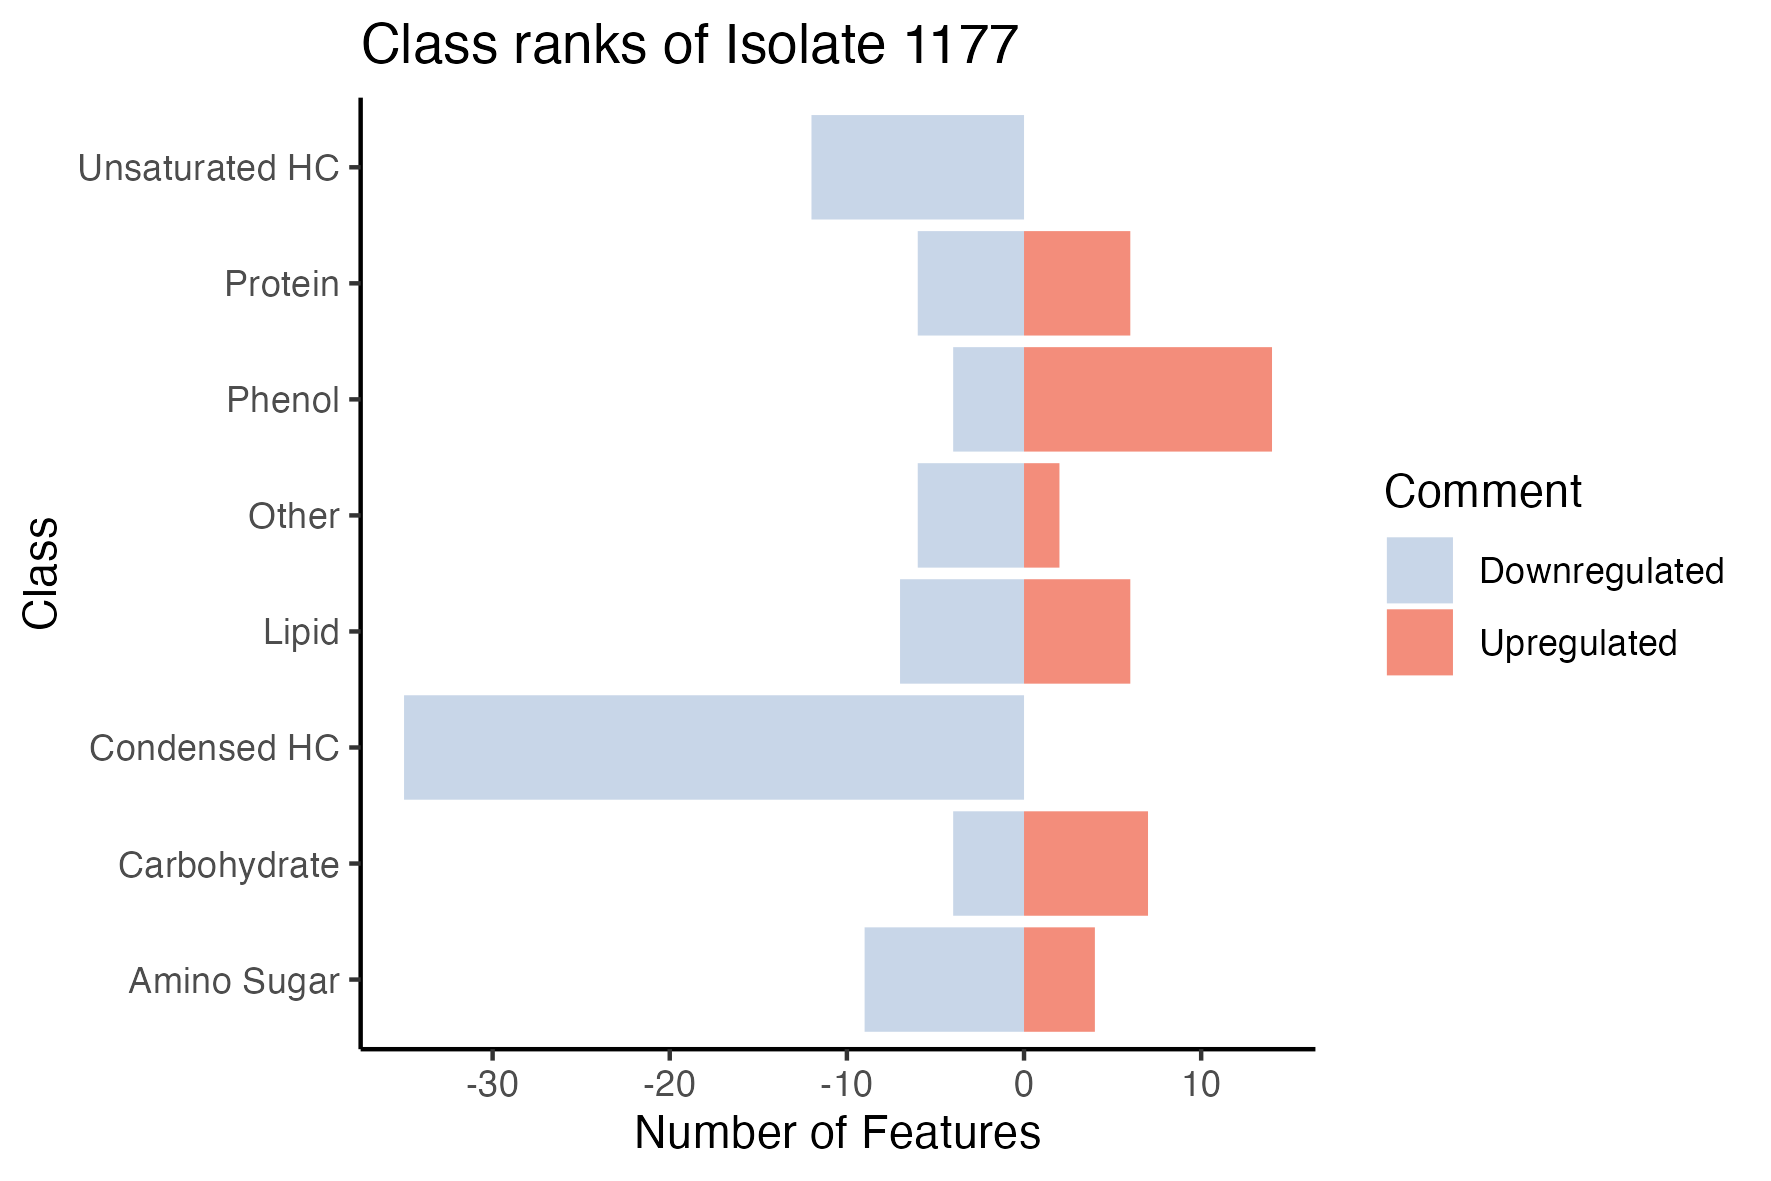 Class ranks of Isolate 1177
Class
Unsaturated HC
Protein
Phenol
Other
Lipid
Condensed HC
Carbohydrate
Amino Sugar
-30 -20 -10 0 10
Number of Features
Comment
Downregulated
Upregulated